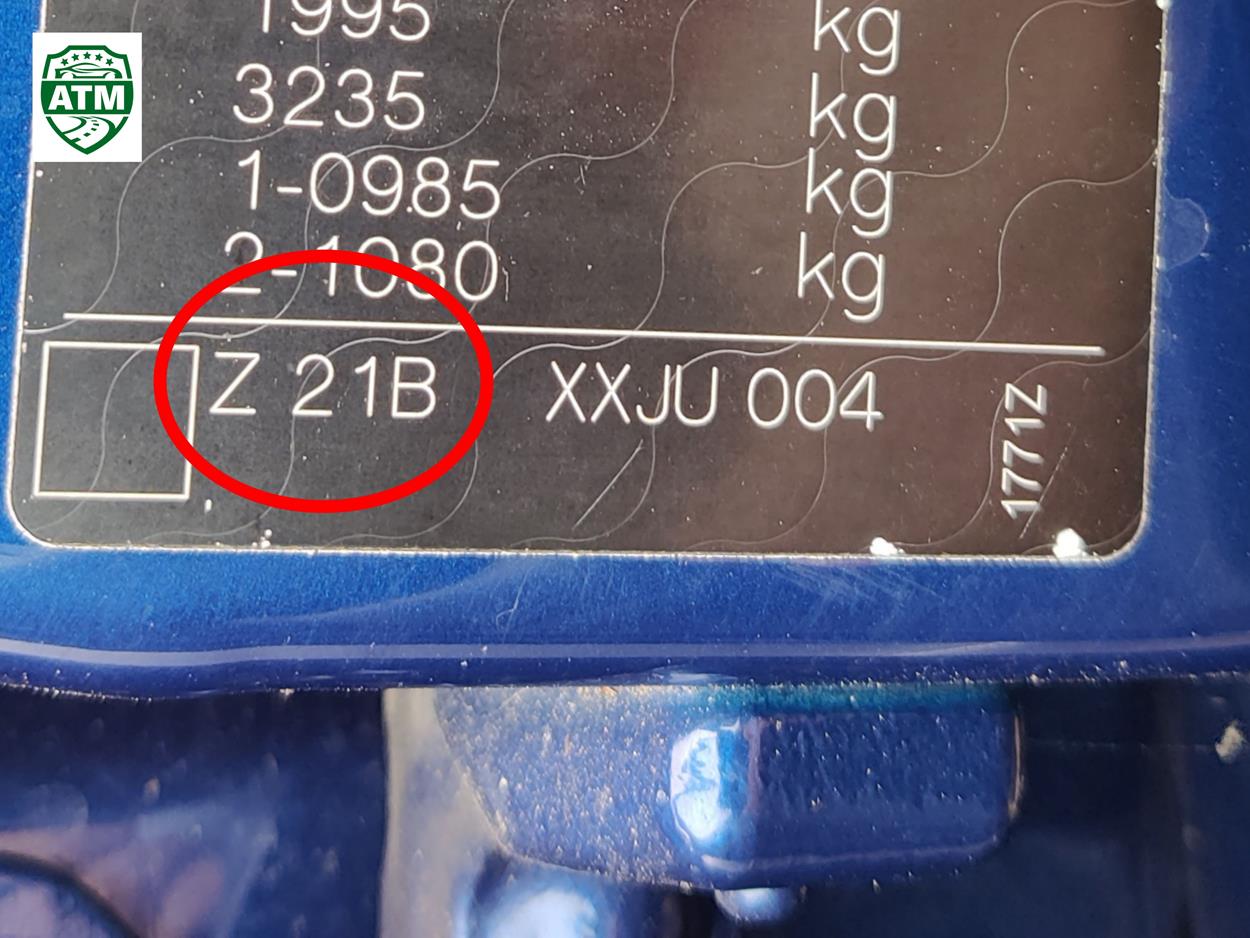 ATM
1995 kg
3235 kg
1-0985 kg
2-1080 kg
Z 21B XXJU 004
1771Z